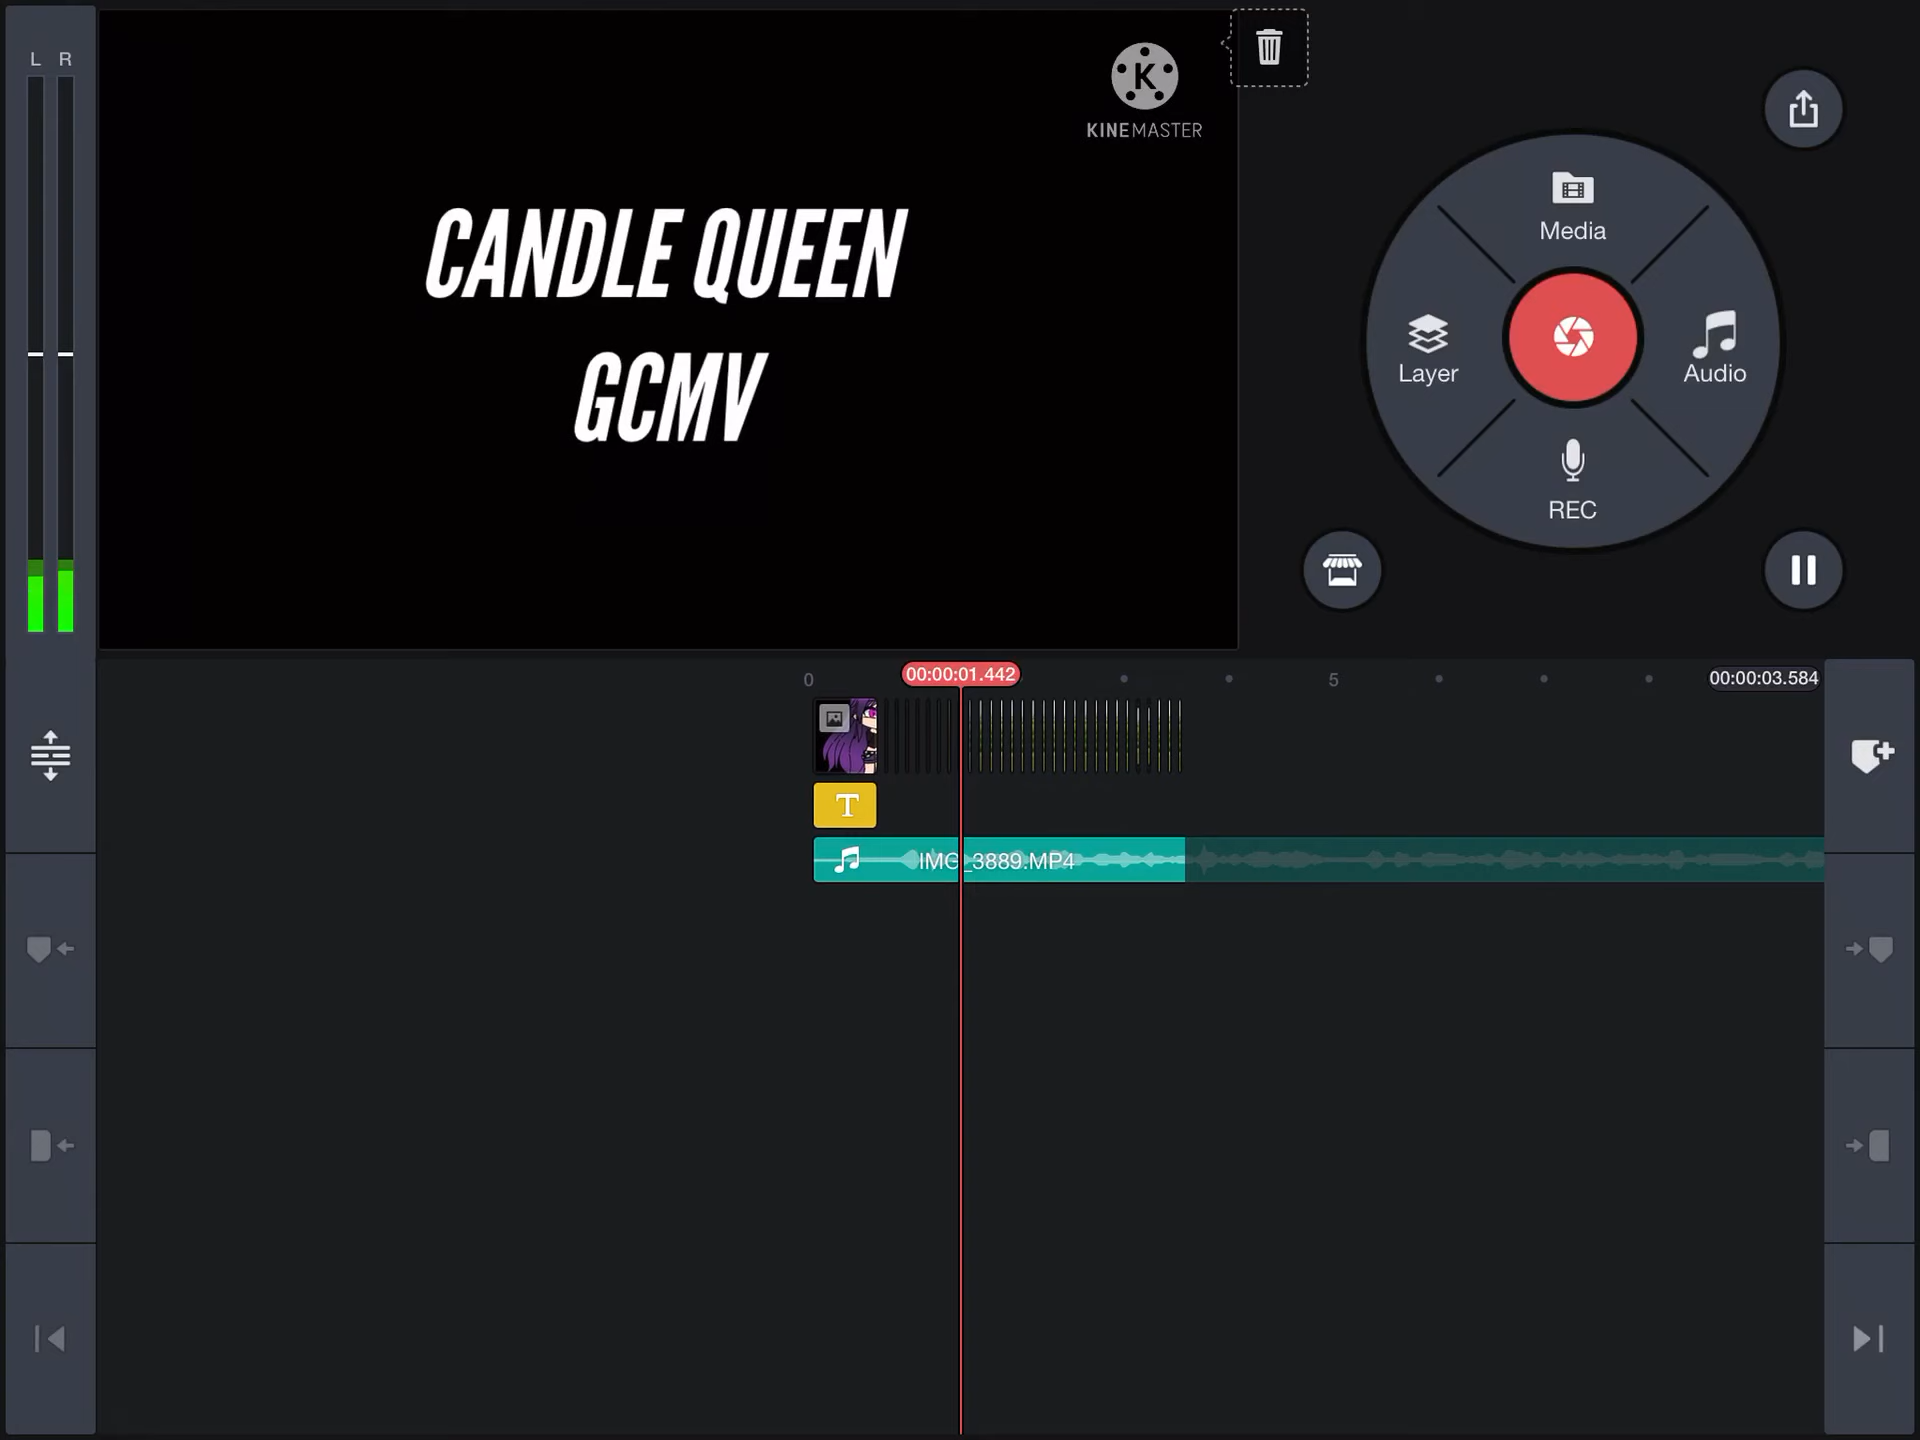 L R
K
KINEMASTER
CANDLE QUEEN
GCMV
Media
Layer
Audio
REC
0
00:00:01.442
5
00:00:03.584
T
IMG_3889.MP4